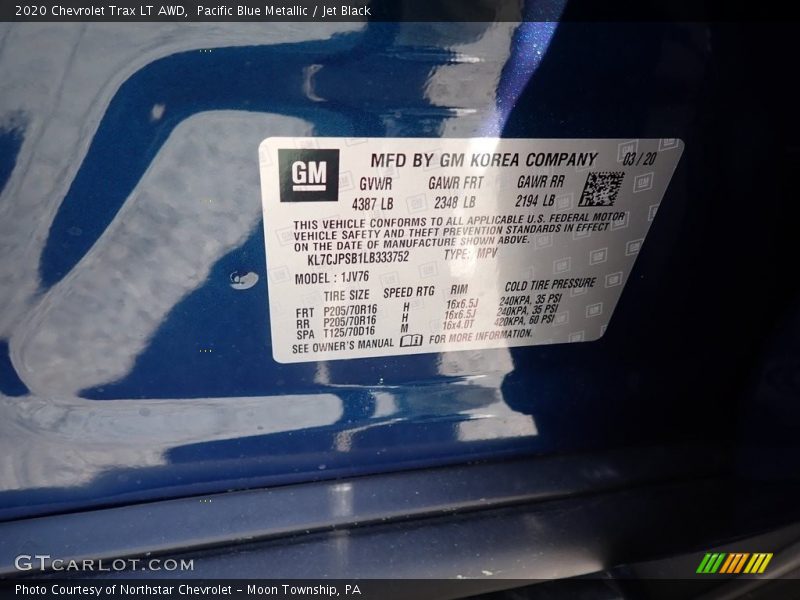 2020 Chevrolet Trax LT AWD, Pacific Blue Metallic / Jet Black
GM MFD BY GM KOREA COMPANY 03/20
GVWR GAWR FRT GAWR RR
4387 LB 2348 LB 2194 LB
THIS VEHICLE CONFORMS TO ALL APPLICABLE U.S. FEDERAL MOTOR
VEHICLE SAFETY AND THEFT PREVENTION STANDARDS IN EFFECT
ON THE DATE OF MANUFACTURE SHOWN ABOVE.
KL7CJPSB1LB333752 TYPE: MPV
MODEL : 1JV76
TIRE SIZE SPEED RTG RIM COLD TIRE PRESSURE
FRT P205/70R16 H 16x6.5J 240KPA, 35 PSI
RR P205/70R16 H 16x6.5J 240KPA, 35 PSI
SPA T125/70D16 M 16x4.0T 420KPA, 60 PSI
SEE OWNER'S MANUAL FOR MORE INFORMATION.
GTCARLOT.COM
Photo Courtesy of Northstar Chevrolet - Moon Township, PA